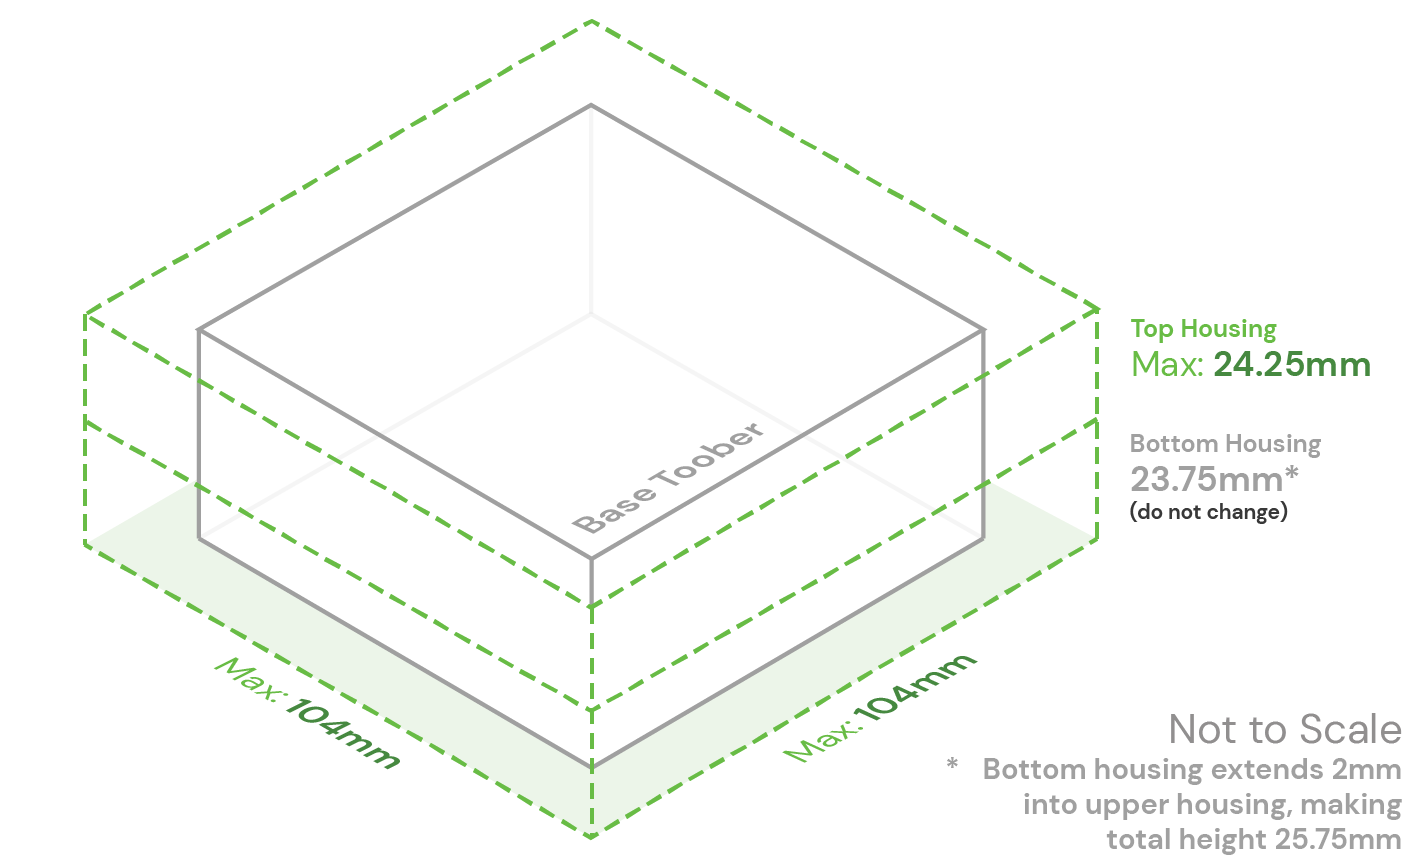 Top Housing
Max: 24.25mm
Bottom Housing
23.75mm*
(do not change)
Base Toober
Max: 104mm
Max: 104mm
Not to Scale
* Bottom housing extends 2mm
into upper housing, making
total height 25.75mm